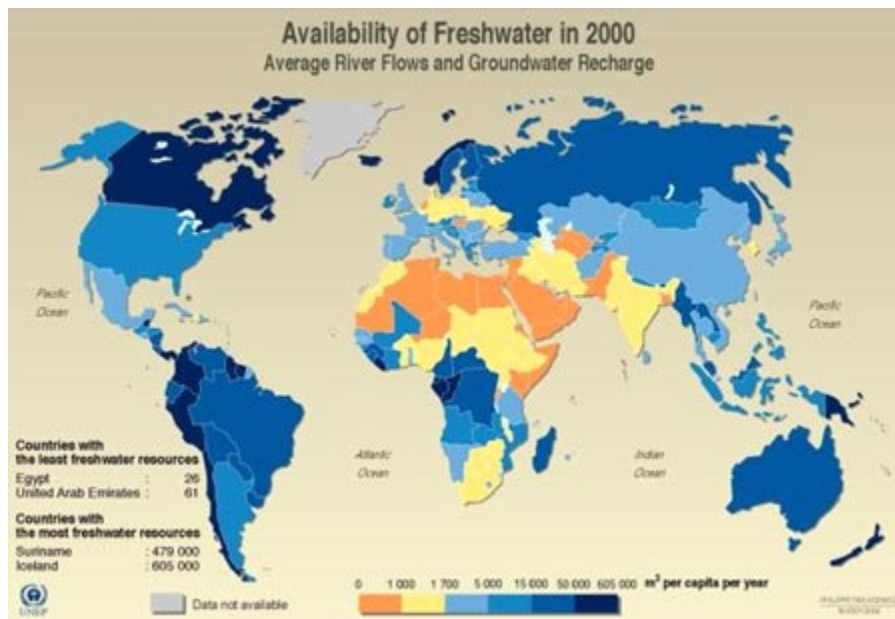 Availability of Freshwater in 2000
Average River Flows and Groundwater Recharge
Pacific
Ocean
Pacific
Ocean
Atlantic
Ocean
Indian
Ocean
Countries with
the least freshwater resources
Egypt : 26
United Arab Emirates : 61
Countries with
the most freshwater resources
Suriname : 479 000
Iceland : 605 000
0 1 000 1 700 5 000 15 000 50 000 605 000 m³ per capita per year
UNEP
Data not available